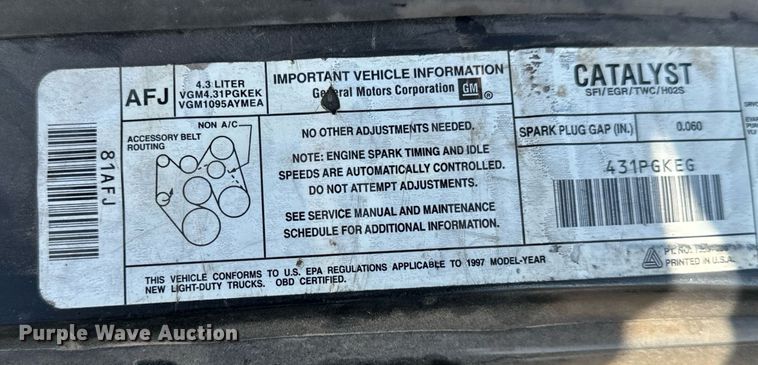 AFJ
4.3 LITER
VGM4.31PGKEK
VGM1095AYMEA
IMPORTANT VEHICLE INFORMATION
General Motors Corporation GM ®
CATALYST
SFI/EGR/TWC/HO2S
ACCESSORY BELT
ROUTING
NON A/C
NO OTHER ADJUSTMENTS NEEDED.
NOTE: ENGINE SPARK TIMING AND IDLE
SPEEDS ARE AUTOMATICALLY CONTROLLED.
DO NOT ATTEMPT ADJUSTMENTS.
SEE SERVICE MANUAL AND MAINTENANCE
SCHEDULE FOR ADDITIONAL INFORMATION.
SPARK PLUG GAP (IN.) 0.060
431PGKEG
81AFJ
THIS VEHICLE CONFORMS TO U.S. EPA REGULATIONS APPLICABLE TO 1997 MODEL-YEAR
NEW LIGHT-DUTY TRUCKS. OBD CERTIFIED.
PT. NO.
PRINTED IN U.S.A.
Purple Wave Auction